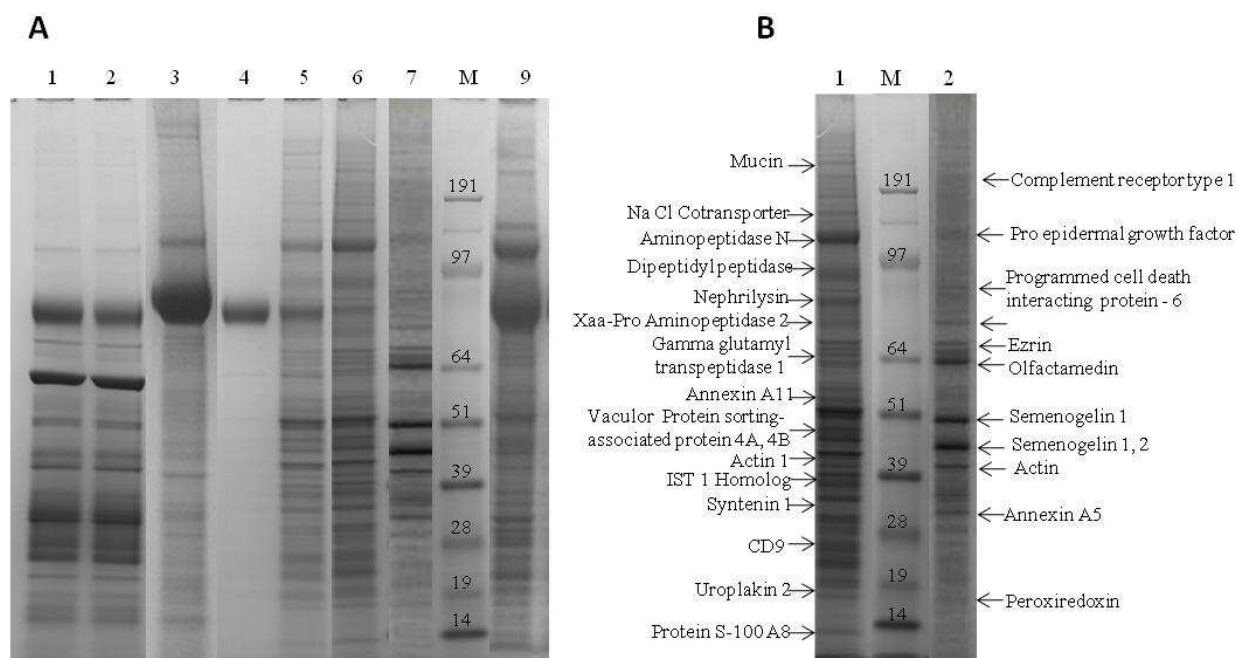 A
B
1 2 3 4 5 6 7 M 9
191
97
64
51
39
28
19
14
1 M 2
Mucin
Na Cl Cotransporter
Aminopeptidase N
Dipeptidyl peptidase
Nephrilysin
Xaa-Pro Aminopeptidase 2
Gamma glutamyl
transpeptidase 1
Annexin A11
Vaculor Protein sorting-
associated protein 4A, 4B
Actin 1
IST 1 Homolog
Syntenin 1
CD9
Uroplakin 2
Protein S-100 A8
191
97
64
51
39
28
19
14
Complement receptor type 1
Pro epidermal growth factor
Programmed cell death
interacting protein - 6
Ezrin
Olfactamedin
Semenogelin 1
Semenogelin 1, 2
Actin
Annexin A5
Peroxiredoxin